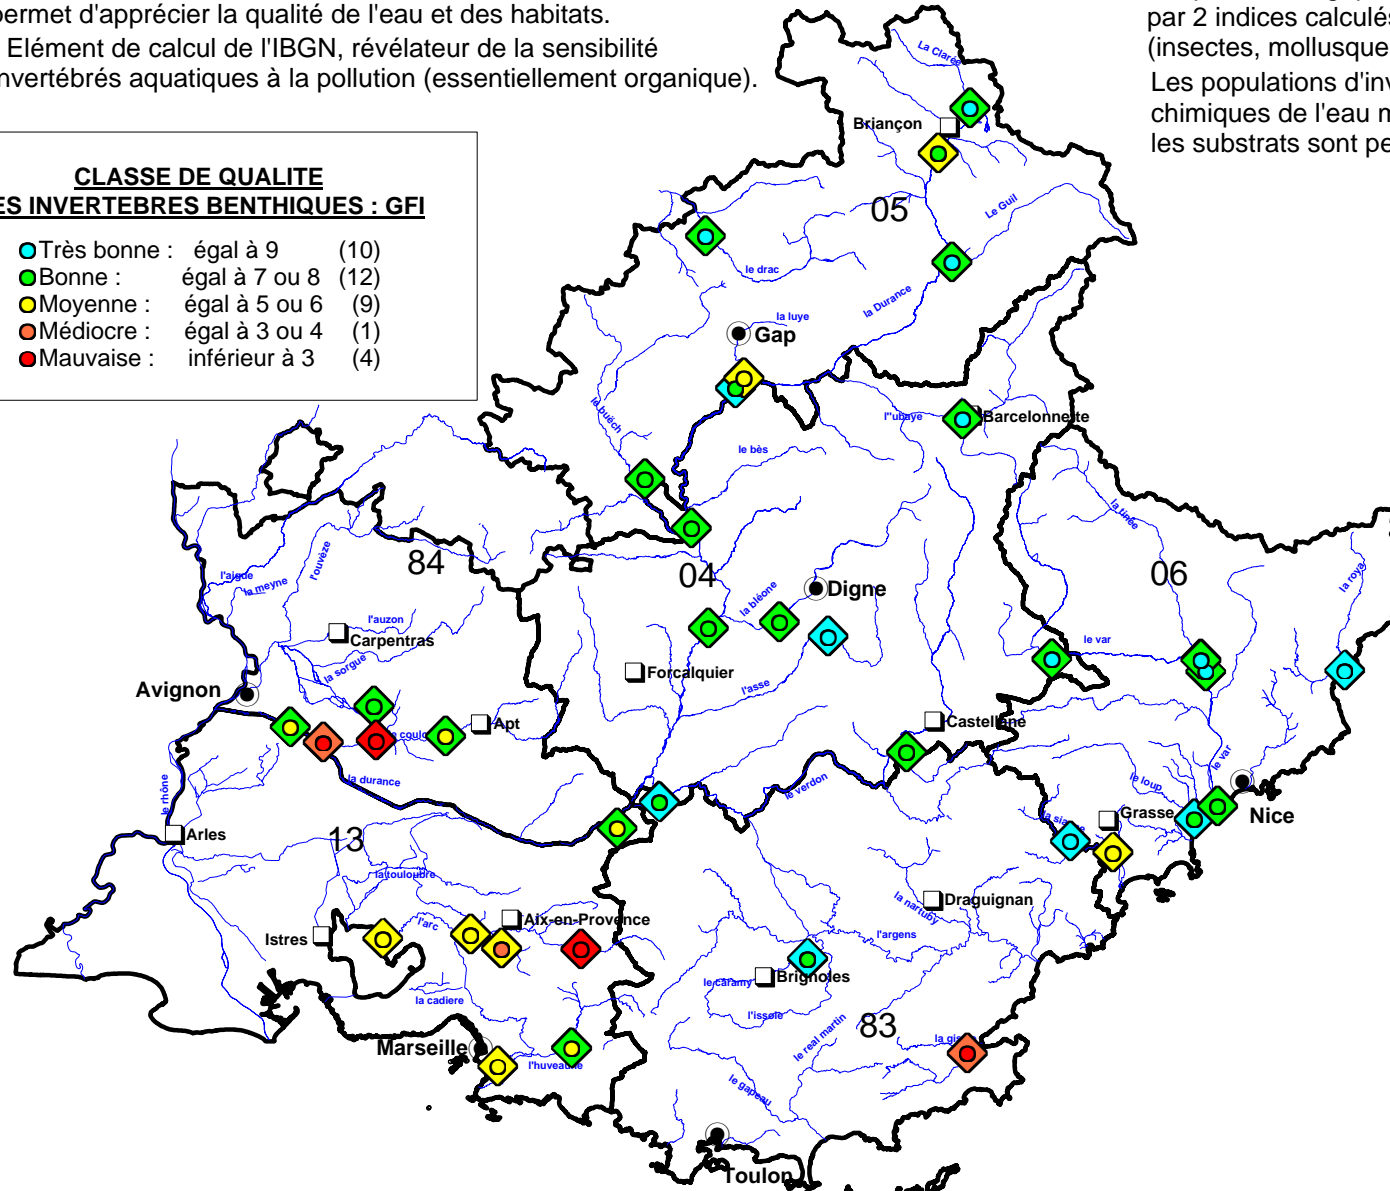 permet d'apprécier la qualité de l'eau et des habitats.
Elément de calcul de l'IBGN, révélateur de la sensibilité
nvertébrés aquatiques à la pollution (essentiellement organique).
par 2 indices calculés
(insectes, mollusque
Les populations d'inv
chimiques de l'eau m
les substrats sont pe
CLASSE DE QUALITE
ES INVERTEBRES BENTHIQUES : GFI
Très bonne : égal à 9 (10)
Bonne : égal à 7 ou 8 (12)
Moyenne : égal à 5 ou 6 (9)
Médiocre : égal à 3 ou 4 (1)
Mauvaise : inférieur à 3 (4)
La Clarée
Briançon
05
Le Guil
le drac
la Durance
la luye
Gap
la buëch
l''ubaye
Barcelonnette
le bès
la tinée
84
l'ouvèze
l'aigue
la meyne
04
06
la roya
la bléone
Digne
l'auzon
Carpentras
le var
la sorgue
Forcalquier
Avignon
l'asse
Apt
Castellane
coulo
la durance
le verdon
le var
le loup
le rhône
Arles
13
Grasse
la sia
Nice
la touloubre
la nartuby
Draguignan
l'arc
Aix-en-Provence
Istres
l'argens
le caramy
Brignoles
la cadiere
l'issole
le real martin
83
la gis
Marseille
l'huveaune
le gapeau
Toulon